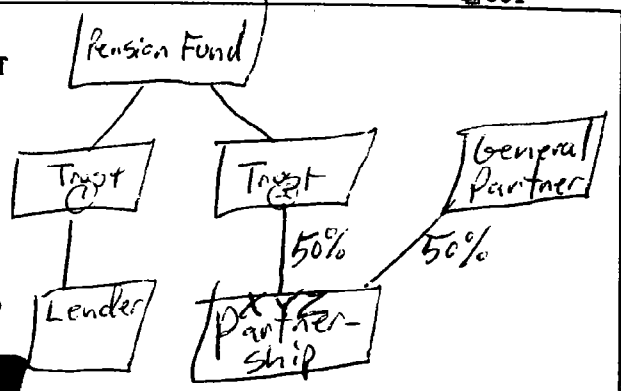 Pension Fund
Trust
1
Trust
2
General
Partner
50%
50%
Lender
XYZ
Partner-
ship